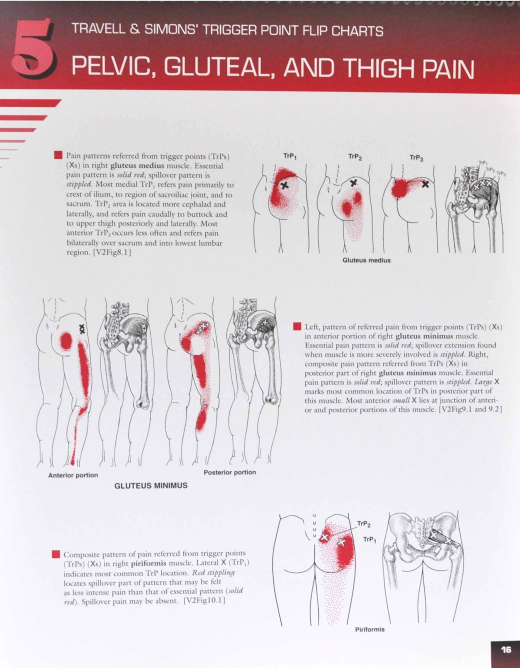 5
TRAVELL & SIMONS' TRIGGER POINT FLIP CHARTS
PELVIC, GLUTEAL, AND THIGH PAIN
Pain patterns referred from trigger points (TrPs)
(Xs) in right gluteus medius muscle. Essential
pain pattern is solid red; spillover pattern is
stippled. Most medial TrP1 refers pain primarily to
crest of ilium, to region of sacroiliac joint, and to
sacrum. TrP2 area is located more cephalad and
laterally, and refers pain caudally to buttock and
to upper thigh posteriorly and laterally. Most
anterior TrP3 occurs less often and refers pain
bilaterally over sacrum and into lowest lumbar
region. [V2Fig8.1]
TrP1
TrP2
TrP3
TrP1
TrP2
TrP3
Gluteus medius
Left, pattern of referred pain from trigger points (TrPs) (Xs)
in anterior portion of right gluteus minimus muscle.
Essential pain pattern is solid red; spillover extension found
when muscle is more severely involved is stippled. Right,
composite pain pattern referred from TrPs (Xs) in
posterior part of right gluteus minimus muscle. Essential
pain pattern is solid red; spillover pattern is stippled. Large X
marks most common location of TrPs in posterior part of
this muscle. Most anterior small X lies at junction of anteri-
or and posterior portions of this muscle. [V2Fig9.1 and 9.2]
Anterior portion
Posterior portion
GLUTEUS MINIMUS
Composite pattern of pain referred from trigger points
(TrPs) (Xs) in right piriformis muscle. Lateral X (TrP1)
indicates most common TrP location. Red stippling
locates spillover part of pattern that may be felt
as less intense pain than that of essential pattern (solid
red). Spillover pain may be absent. [V2Fig10.1]
TrP2
TrP1
Piriformis
16